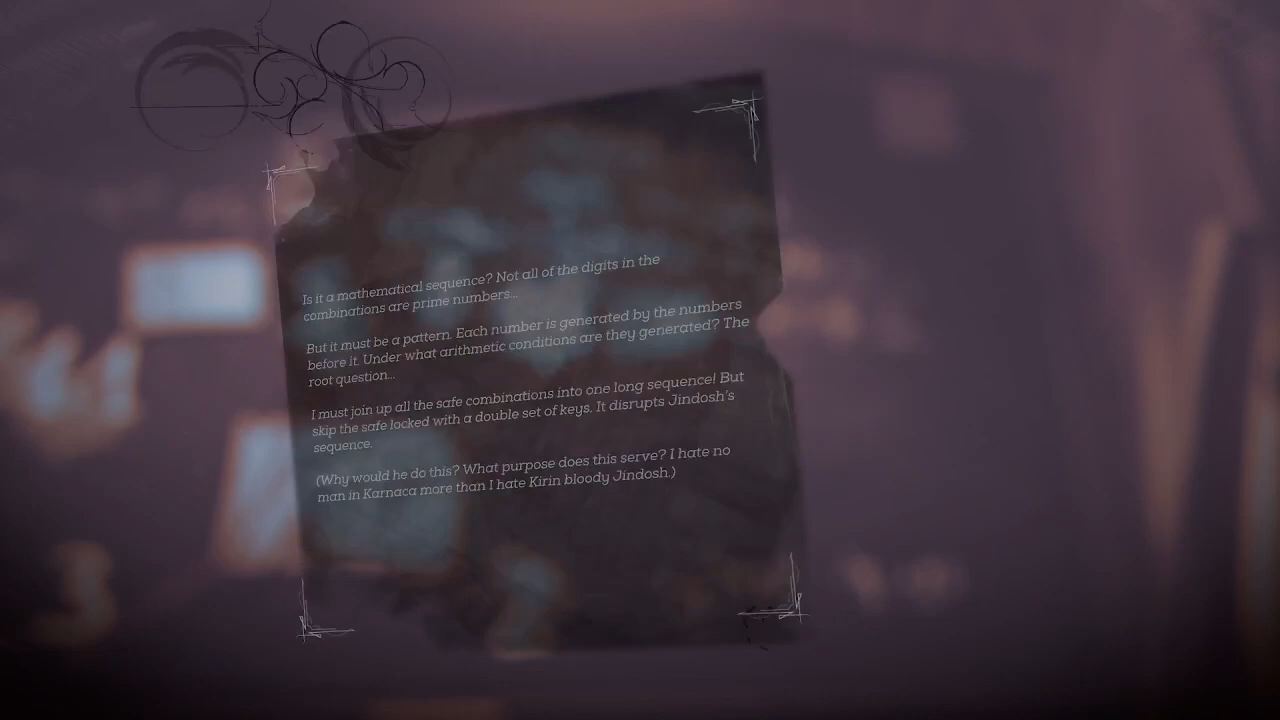 Is it a mathematical sequence? Not all of the digits in the
combinations are prime numbers...
But it must be a pattern. Each number is generated by the numbers
before it. Under what arithmetic conditions are they generated? The
root question...
I must join up all the safe combinations into one long sequence! But
skip the safe locked with a double set of keys. It disrupts Jindosh's
sequence.
(Why would he do this? What purpose does this serve? I hate no
man in Karnaca more than I hate Kirin bloody Jindosh.)